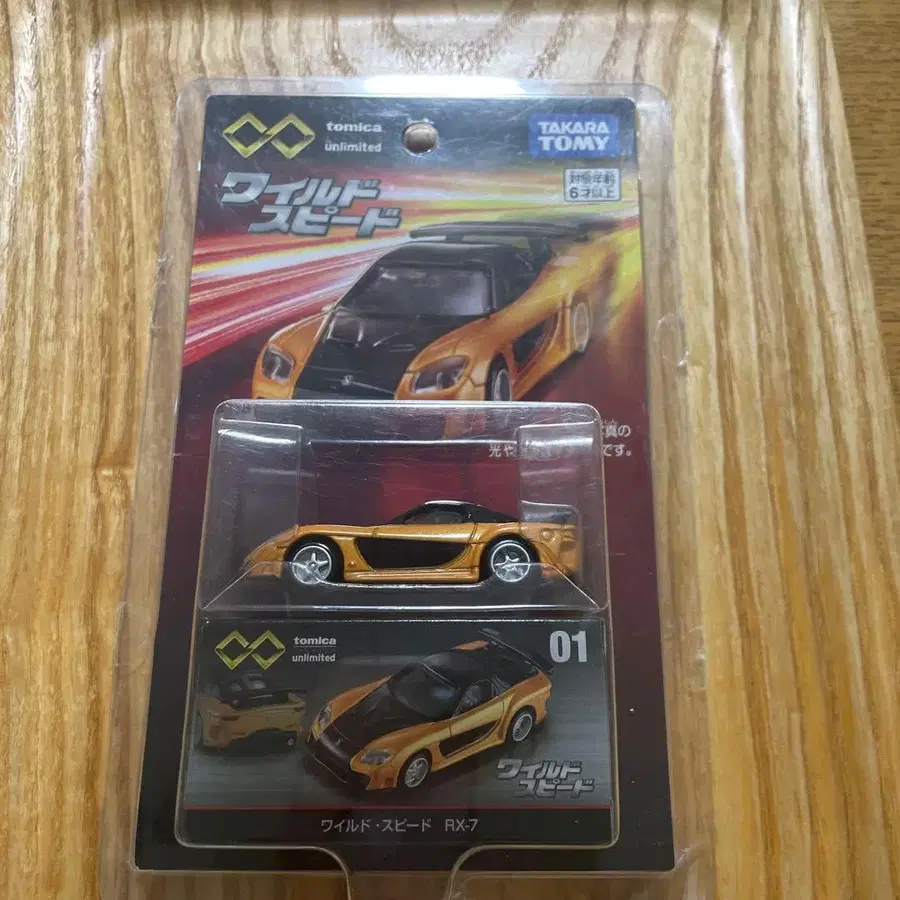 tomica
unlimited
TAKARA
TOMY
ワイルド
スピード
対象年齢
6才以上
真の
光や
です。
tomica
unlimited
01
ワイルド
スピード
ワイルド・スピード RX-7